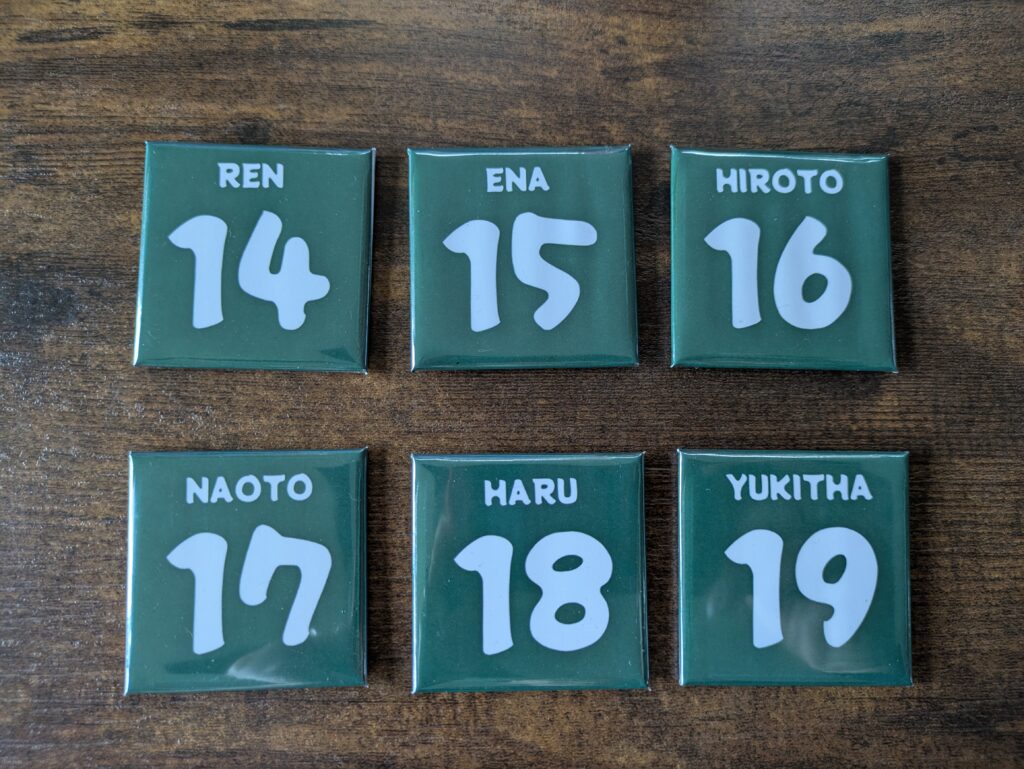 REN
14
ENA
15
HIROTO
16
NAOTO
17
HARU
18
YUKITHA
19